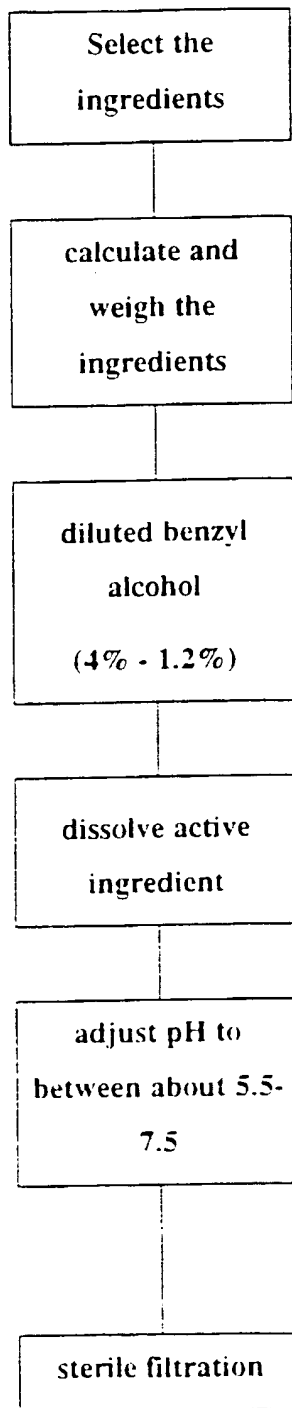 Select the
ingredients
calculate and
weigh the
ingredients
diluted benzyl
alcohol
(4% - 1.2%)
dissolve active
ingredient
adjust pH to
between about 5.5-
7.5
sterile filtration